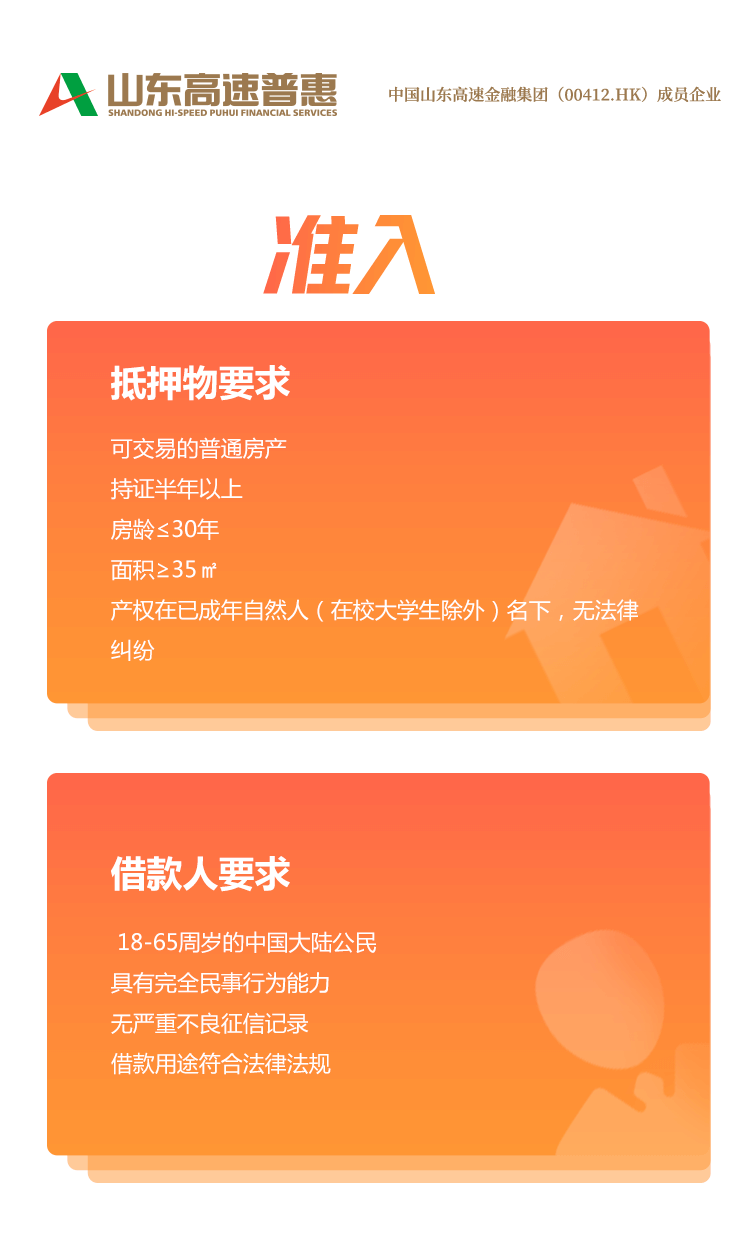 山东高速普惠
SHANDONG HI-SPEED PUHUI FINANCIAL SERVICES
中国山东高速金融集团（00412.HK）成员企业
准入
抵押物要求
可交易的普通房产
持证半年以上
房龄≤30年
面积≥35㎡
产权在已成年自然人（在校大学生除外）名下，无法律
纠纷
借款人要求
18-65周岁的中国大陆公民
具有完全民事行为能力
无严重不良征信记录
借款用途符合法律法规